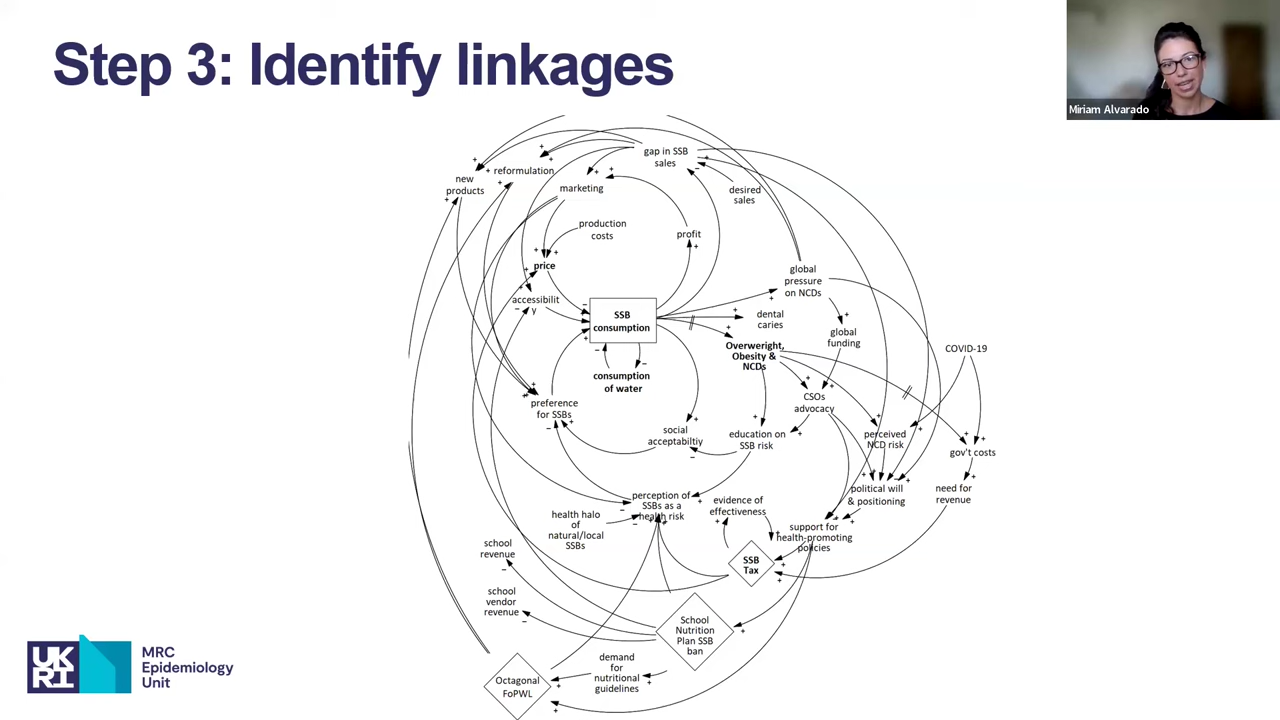 Step 3: Identify linkages
Miriam Alvarado
gap in SSB
sales
reformulation
new
products
marketing
desired
sales
production
costs
profit
price
global
pressure
on NCDs
accessibilit
y
SSB
consumption
dental
caries
global
funding
Overweight,
Obesity &
NCDs
COVID-19
consumption
of water
preference
for SSBs
CSOs
advocacy
social
acceptabiltiy
education on
SSB risk
perceived
NCD risk
gov't costs
perception of
SSBs as a
health risk
evidence of
effectiveness
political will
& positioning
need for
revenue
health halo
of
natural/local
SSBs
support for
health-promoting
policies
school
revenue
SSB
Tax
school
vendor
revenue
School
Nutrition
Plan SSB
ban
demand
for
nutritional
guidelines
Octagonal
FoPWL
UK
RI
MRC
Epidemiology
Unit